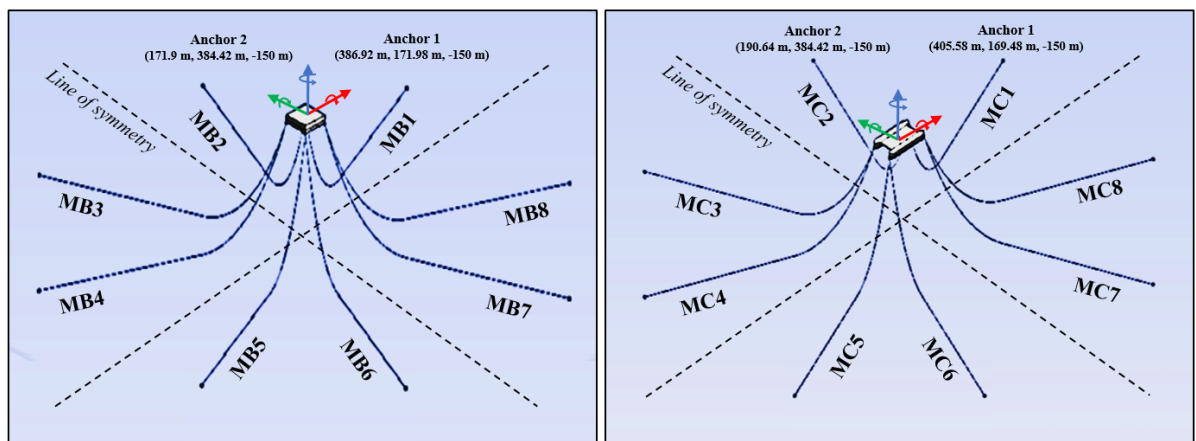 Anchor 2
(171.9 m, 384.42 m, -150 m)
Anchor 1
(386.92 m, 171.98 m, -150 m)
Line of symmetry
MB2
MB1
MB3
MB8
MB4
MB7
MB5
MB6
Anchor 2
(190.64 m, 384.42 m, -150 m)
Anchor 1
(405.58 m, 169.48 m, -150 m)
Line of symmetry
MC2
MC1
MC3
MC8
MC4
MC7
MC5
MC6